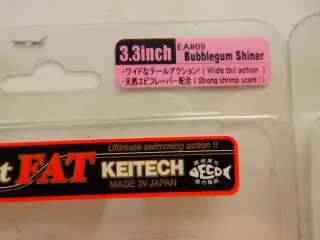 3.3inch EA#08
Bubblegum Shiner
・ワイドなテールアクション! ( Wide tail action )
・天然エビフレーバー配合 ( Strong shrimp scent! )
Ultimate swimming action !!
t FAT KEITECH
MADE IN JAPAN
ECO